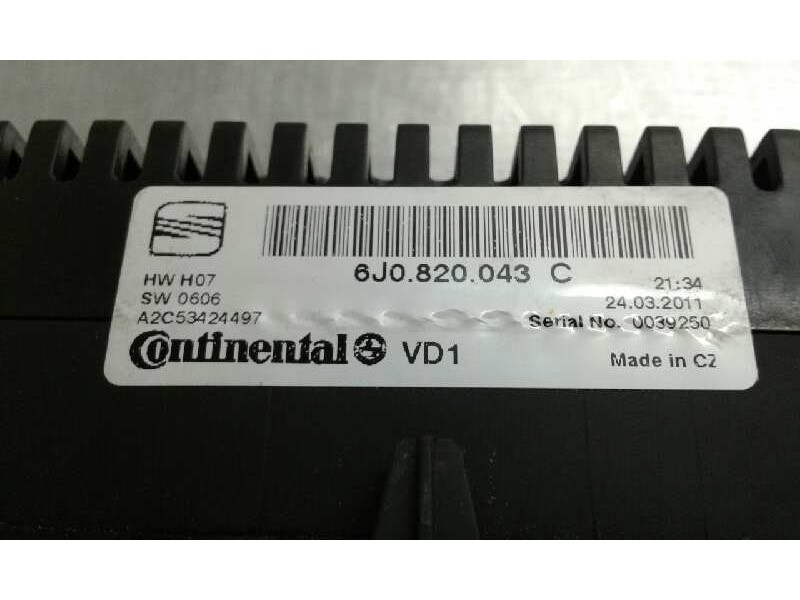 6J0.820.043 C
HW H07
SW 0606
A2C53424497
21:34
24.03.2011
Serial No. 0039250
Continental VD1
Made in CZ